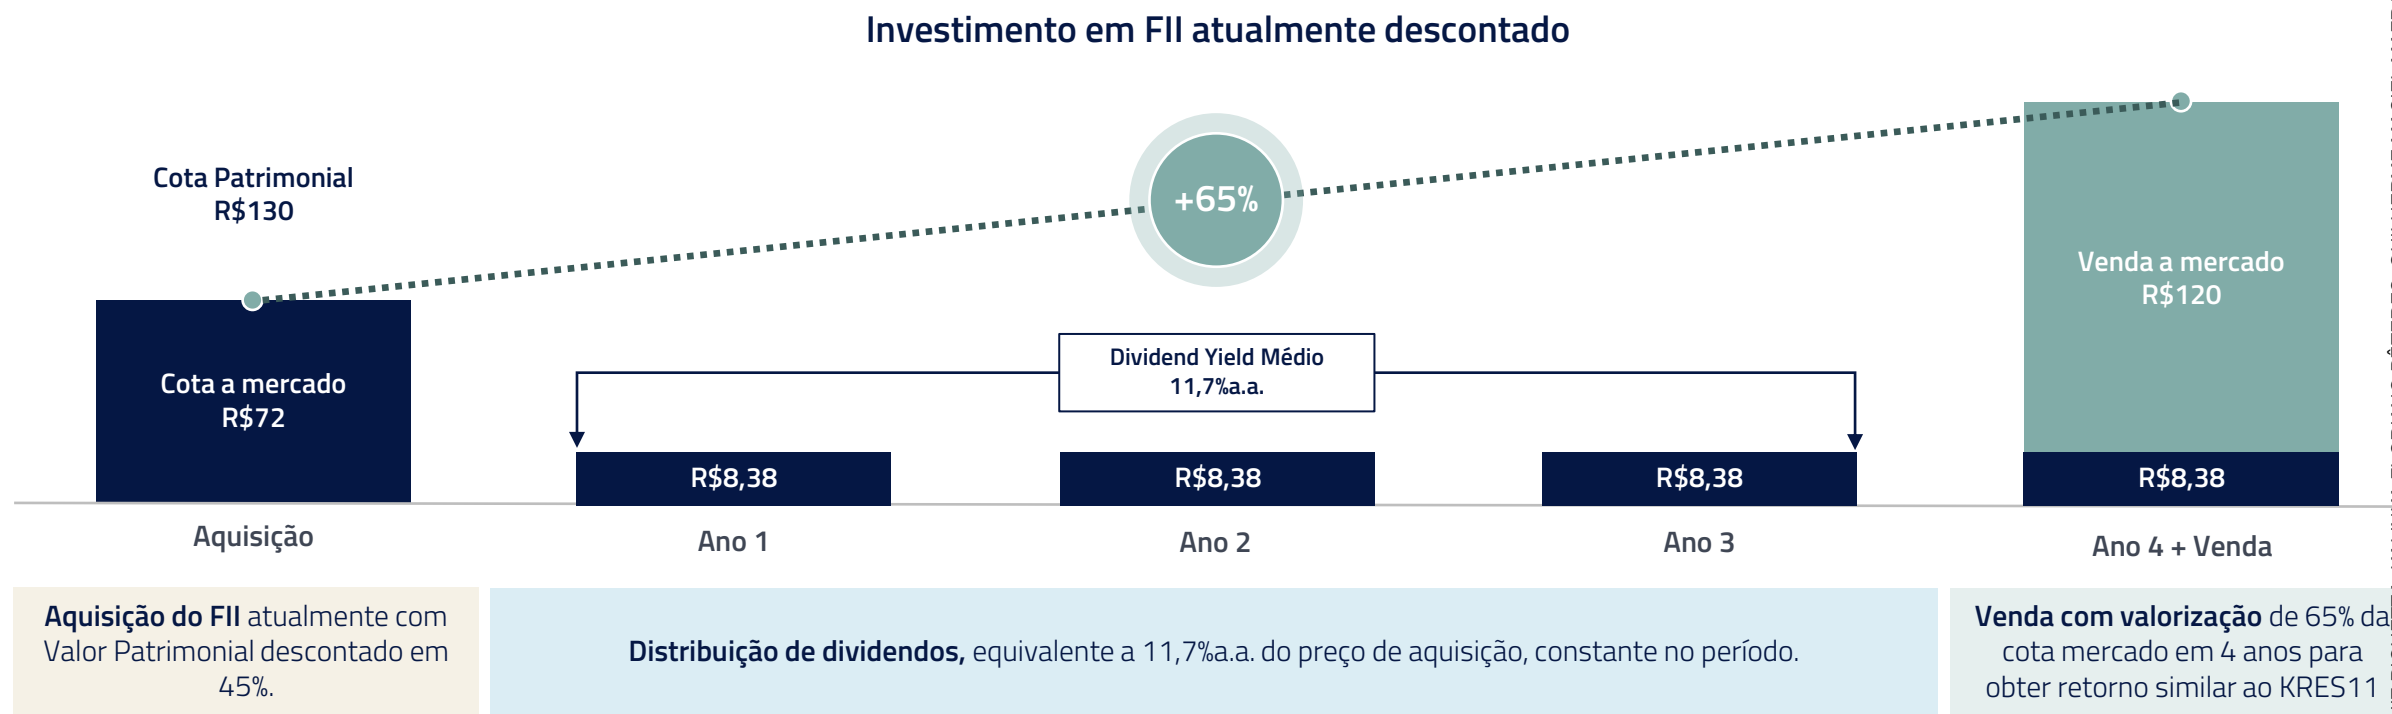 Investimento em FII atualmente descontado
Cota Patrimonial
R$130
+65%
Venda a mercado
R$120
Cota a mercado
R$72
Dividend Yield Médio
11,7%a.a.
R$8,38
R$8,38
R$8,38
R$8,38
Aquisição
Ano 1
Ano 2
Ano 3
Ano 4 + Venda
Aquisição do FII atualmente com
Valor Patrimonial descontado em
45%.
Distribuição de dividendos, equivalente a 11,7%a.a. do preço de aquisição, constante no período.
Venda com valorização de 65% da
cota mercado em 4 anos para
obter retorno similar ao KRES11